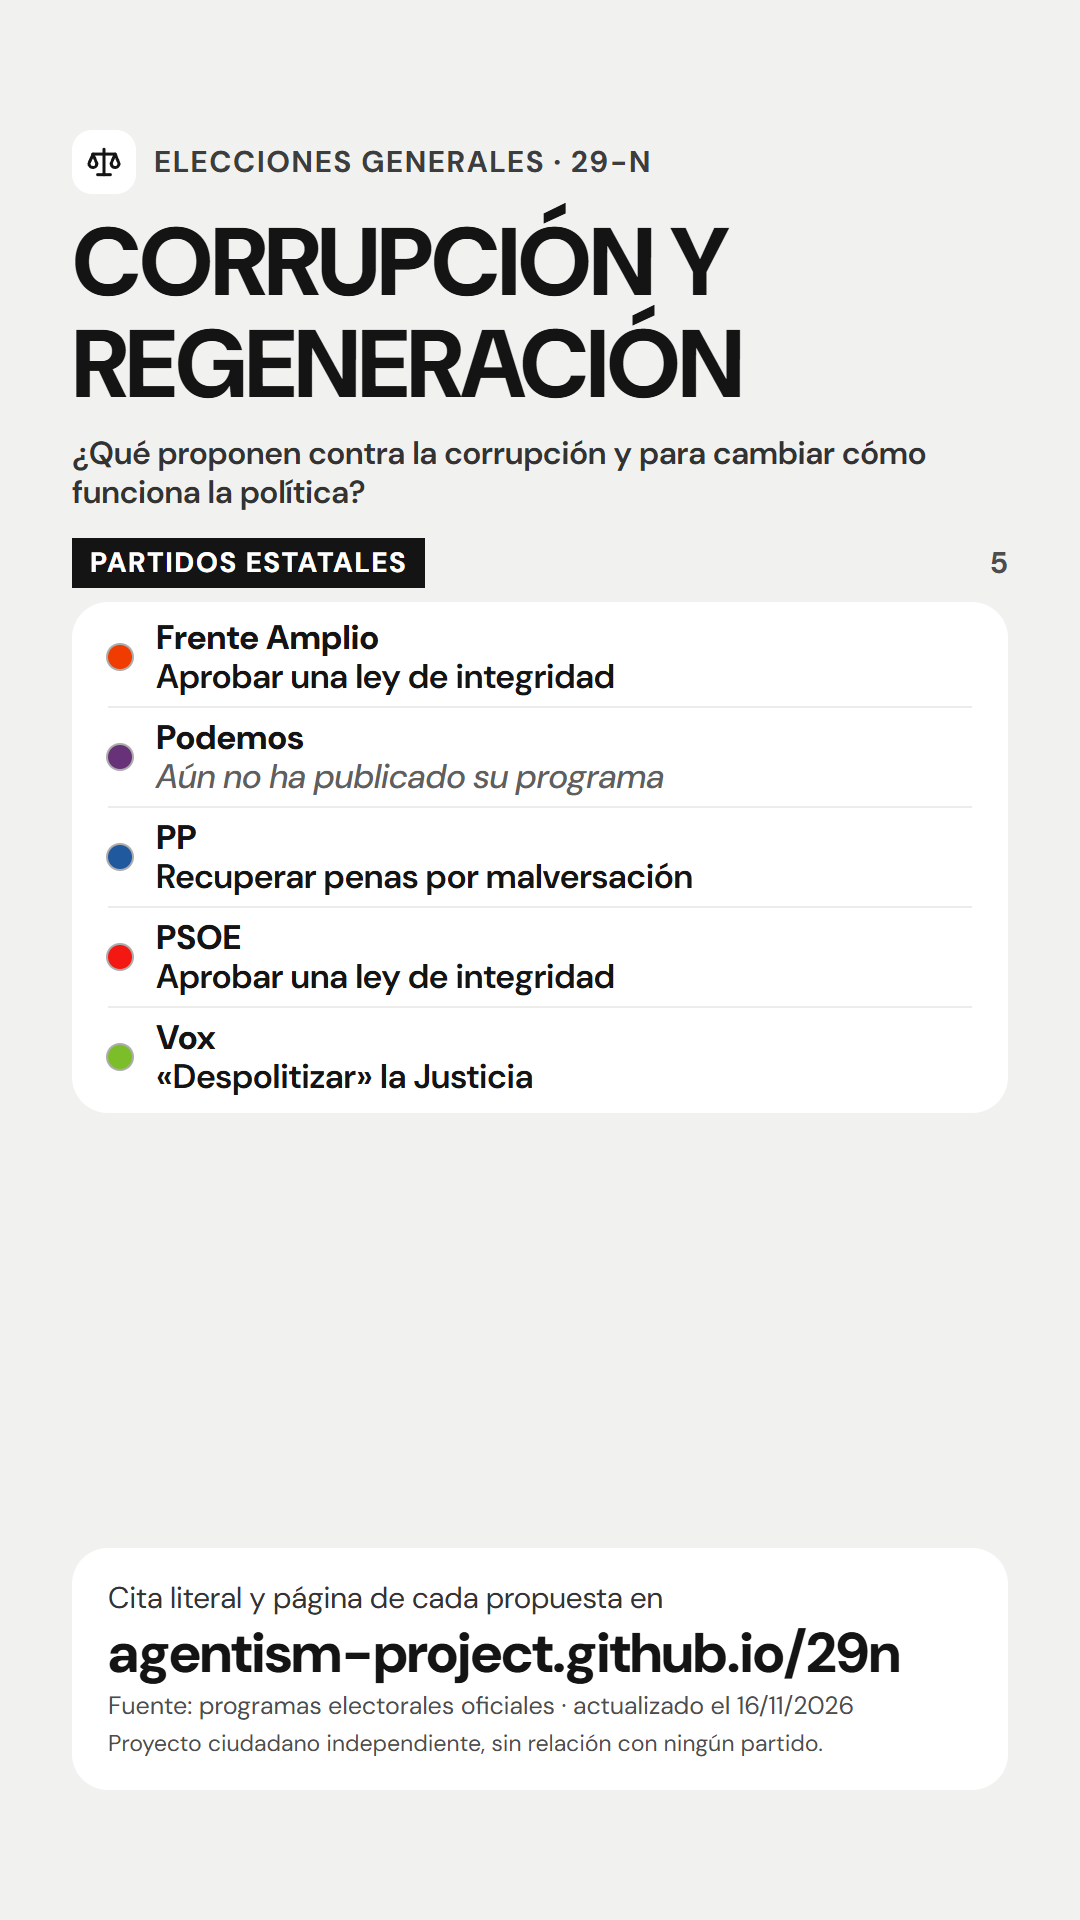 ELECCIONES GENERALES · 29-N
CORRUPCIÓN Y
REGENERACIÓN
¿Qué proponen contra la corrupción y para cambiar cómo
funciona la política?
PARTIDOS ESTATALES
5
Frente Amplio
Aprobar una ley de integridad
Podemos
Aún no ha publicado su programa
PP
Recuperar penas por malversación
PSOE
Aprobar una ley de integridad
Vox
«Despolitizar» la Justicia
Cita literal y página de cada propuesta en
agentism-project.github.io/29n
Fuente: programas electorales oficiales · actualizado el 16/11/2026
Proyecto ciudadano independiente, sin relación con ningún partido.